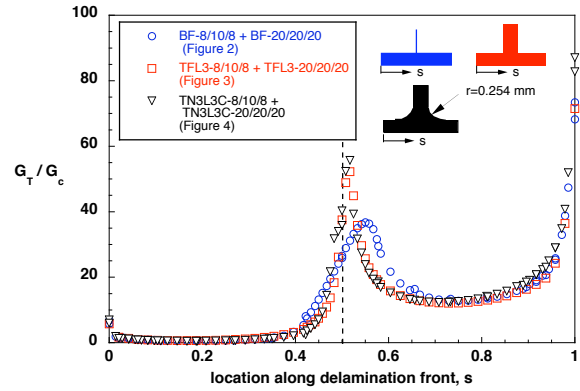 100
80
60
40
20
0
G_T / G_c
BF-8/10/8 + BF-20/20/20
(Figure 2)
TFL3-8/10/8 + TFL3-20/20/20
(Figure 3)
TN3L3C-8/10/8 +
TN3L3C-20/20/20
(Figure 4)
s
s
r=0.254 mm
s
0
0.2
0.4
0.6
0.8
1
location along delamination front, s